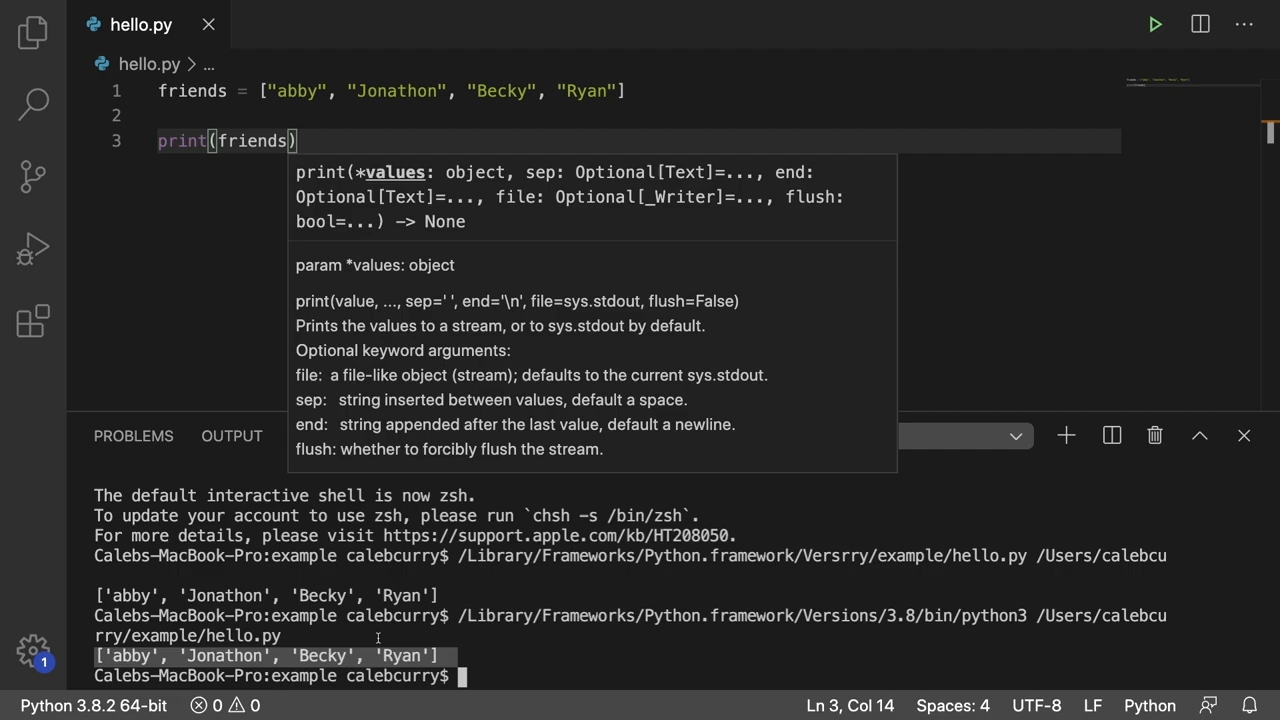 hello.py
hello.py > ...
1 friends = ["abby", "Jonathon", "Becky", "Ryan"]
2
3 print(friends)
print(*values: object, sep: Optional[Text]=..., end:
Optional[Text]=..., file: Optional[_Writer]=..., flush:
bool=...) -> None
param *values: object
print(value, ..., sep=' ', end='\n', file=sys.stdout, flush=False)
Prints the values to a stream, or to sys.stdout by default.
Optional keyword arguments:
file: a file-like object (stream); defaults to the current sys.stdout.
sep: string inserted between values, default a space.
end: string appended after the last value, default a newline.
flush: whether to forcibly flush the stream.
PROBLEMS OUTPUT
The default interactive shell is now zsh.
To update your account to use zsh, please run `chsh -s /bin/zsh`.
For more details, please visit https://support.apple.com/kb/HT208050.
Calebs-MacBook-Pro:example calebcurry$ /Library/Frameworks/Python.framework/Versrry/example/hello.py /Users/calebcu
['abby', 'Jonathon', 'Becky', 'Ryan']
Calebs-MacBook-Pro:example calebcurry$ /Library/Frameworks/Python.framework/Versions/3.8/bin/python3 /Users/calebcu
rry/example/hello.py
['abby', 'Jonathon', 'Becky', 'Ryan']
Calebs-MacBook-Pro:example calebcurry$
1
Python 3.8.2 64-bit 0 0 Ln 3, Col 14 Spaces: 4 UTF-8 LF Python